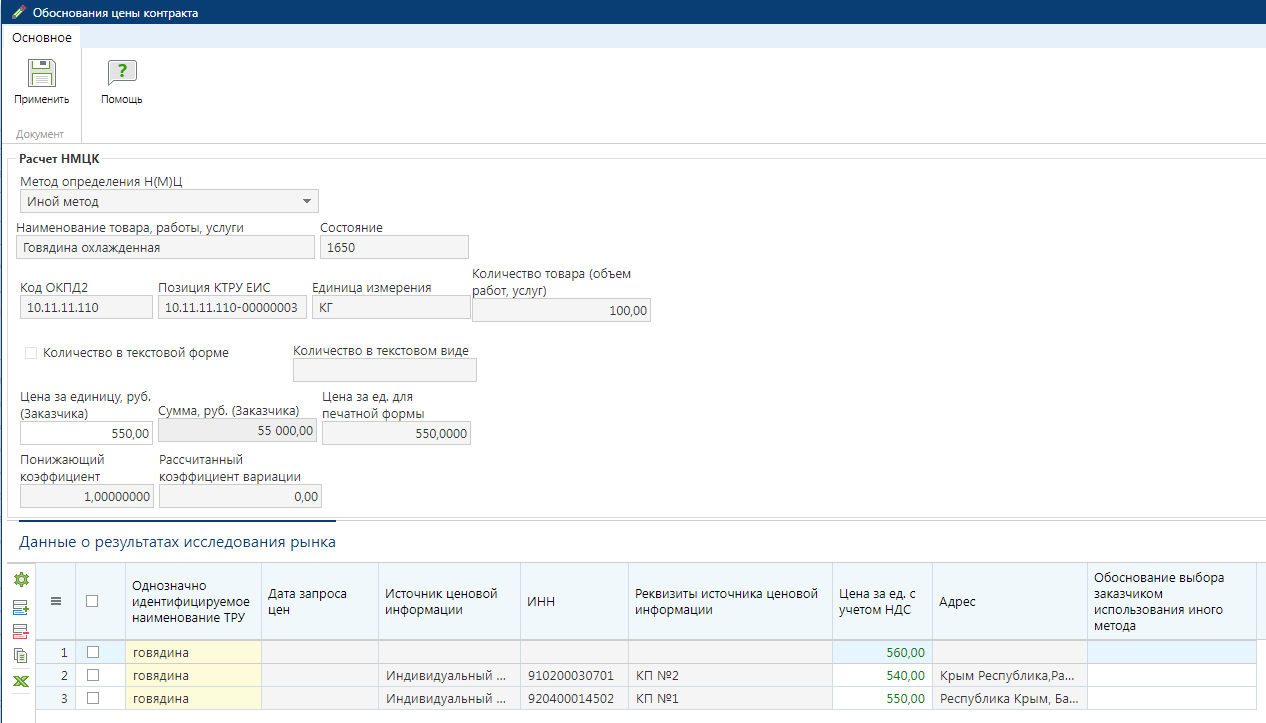 Обоснования цены контракта
Основное
Применить
Помощь
Документ
Расчет НМЦК
Метод определения Н(М)Ц
Иной метод
Наименование товара, работы, услуги
Состояние
Говядина охлажденная
1650
Код ОКПД2
Позиция КТРУ ЕИС
Единица измерения
Количество товара (объем
работ, услуг)
10.11.11.110
10.11.11.110-00000003
КГ
100,00
Количество в текстовой форме
Количество в текстовом виде
Цена за единицу, руб.
(Заказчика)
Сумма, руб. (Заказчика)
Цена за ед. для
печатной формы
550,00
55 000,00
550,0000
Понижающий
коэффициент
Рассчитанный
коэффициент вариации
1,00000000
0,00
Данные о результатах исследования рынка
Однозначно
идентифицируемое
наименование ТРУ
Дата запроса
цен
Источник ценовой
информации
ИНН
Реквизиты источника ценовой
информации
Цена за ед. с
учетом НДС
Адрес
Обоснование выбора
заказчиком
использования иного
метода
1 говядина 560,00
2 говядина Индивидуальный ... 910200030701 КП №2 540,00 Крым Республика,Ра...
3 говядина Индивидуальный ... 920400014502 КП №1 550,00 Республика Крым, Ба...